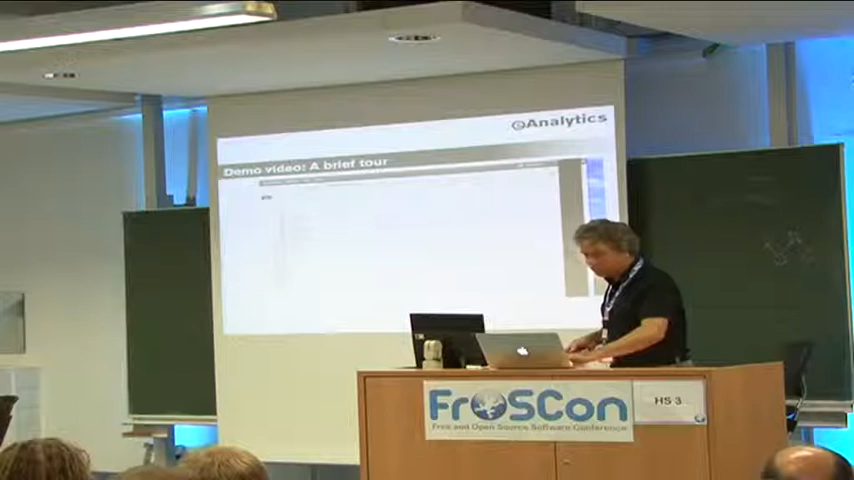 Analytics
Demo video: A brief tour
FrOSCon
Free and Open Source Software Conference
HS 3